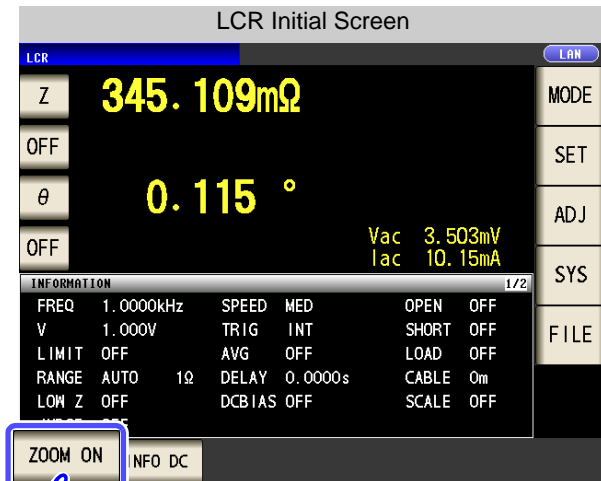 LCR Initial Screen
LCR LAN
Z 345.109mΩ MODE
OFF SET
θ 0.115 ° ADJ
OFF Vac 3.503mV
Iac 10.15mA SYS
INFORMATION 1/2
FREQ 1.0000kHz SPEED MED OPEN OFF
V 1.000V TRIG INT SHORT OFF FILE
LIMIT OFF AVG OFF LOAD OFF
RANGE AUTO 1Ω DELAY 0.0000s CABLE 0m
LOW Z OFF DCBIAS OFF SCALE OFF
ZOOM ON INFO DC